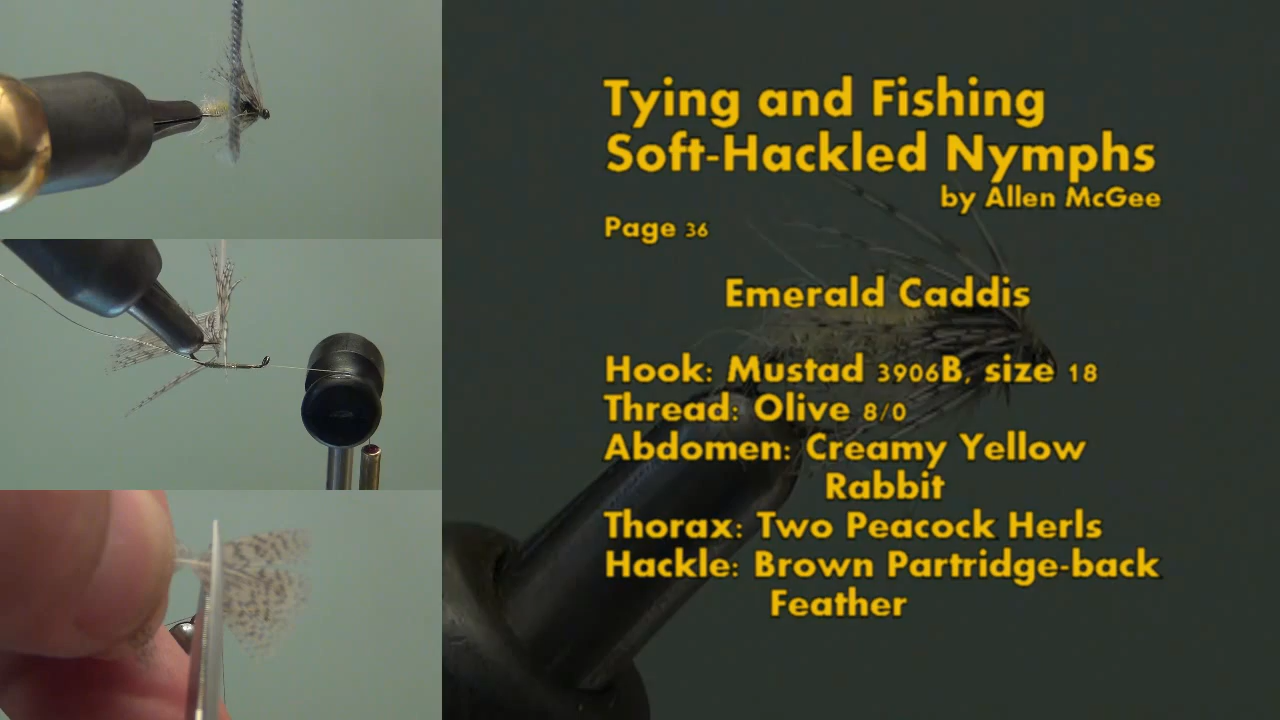 Tying and Fishing
Soft-Hackled Nymphs
by Allen McGee
Page 36
Emerald Caddis
Hook: Mustad 3906B, size 18
Thread: Olive 8/0
Abdomen: Creamy Yellow
Rabbit
Thorax: Two Peacock Herls
Hackle: Brown Partridge-back
Feather